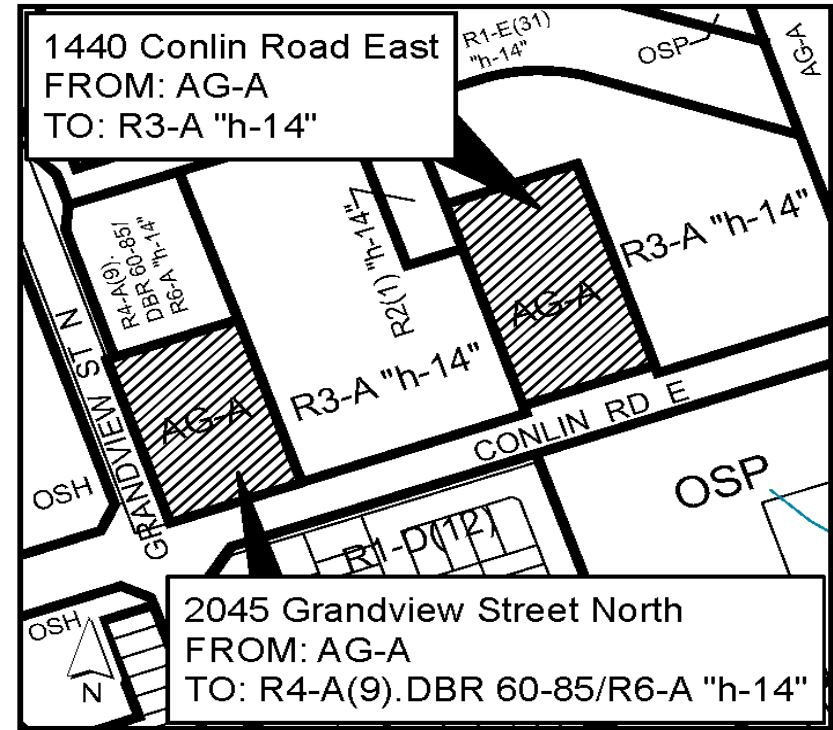 1440 Conlin Road East
FROM: AG-A
TO: R3-A "h-14"
R1-E(31)
"h-14"
OSP
AG-A
R4-A(9).
DBR 60-85/
R6-A "h-14"
R2(1) "h-14"
R3-A "h-14"
AG-A
GRANDVIEW ST N
AG-A
R3-A "h-14"
CONLIN RD E
OSH
OSP
R1-D(12)
OSH
N
2045 Grandview Street North
FROM: AG-A
TO: R4-A(9).DBR 60-85/R6-A "h-14"